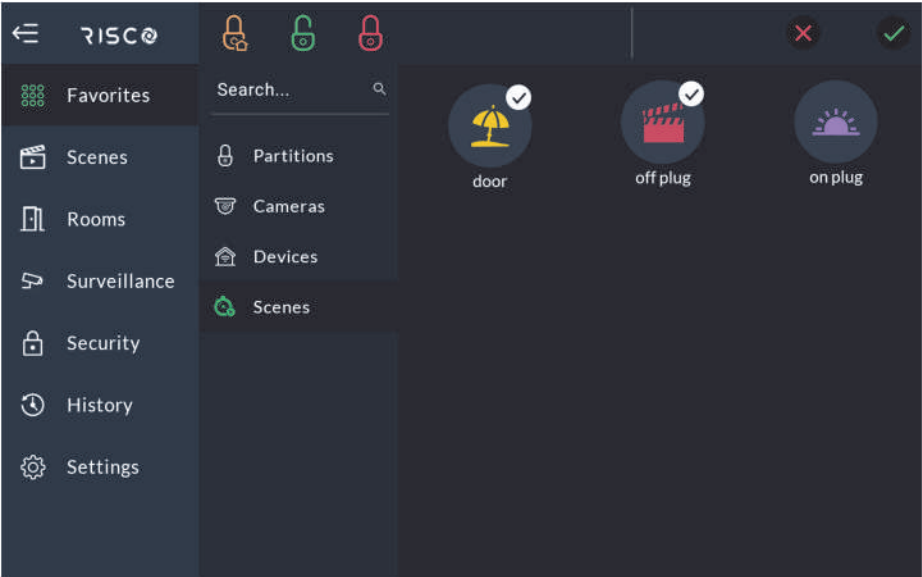 RISCO
Favorites
Scenes
Rooms
Surveillance
Security
History
Settings
Search...
Partitions
Cameras
Devices
Scenes
door
off plug
on plug